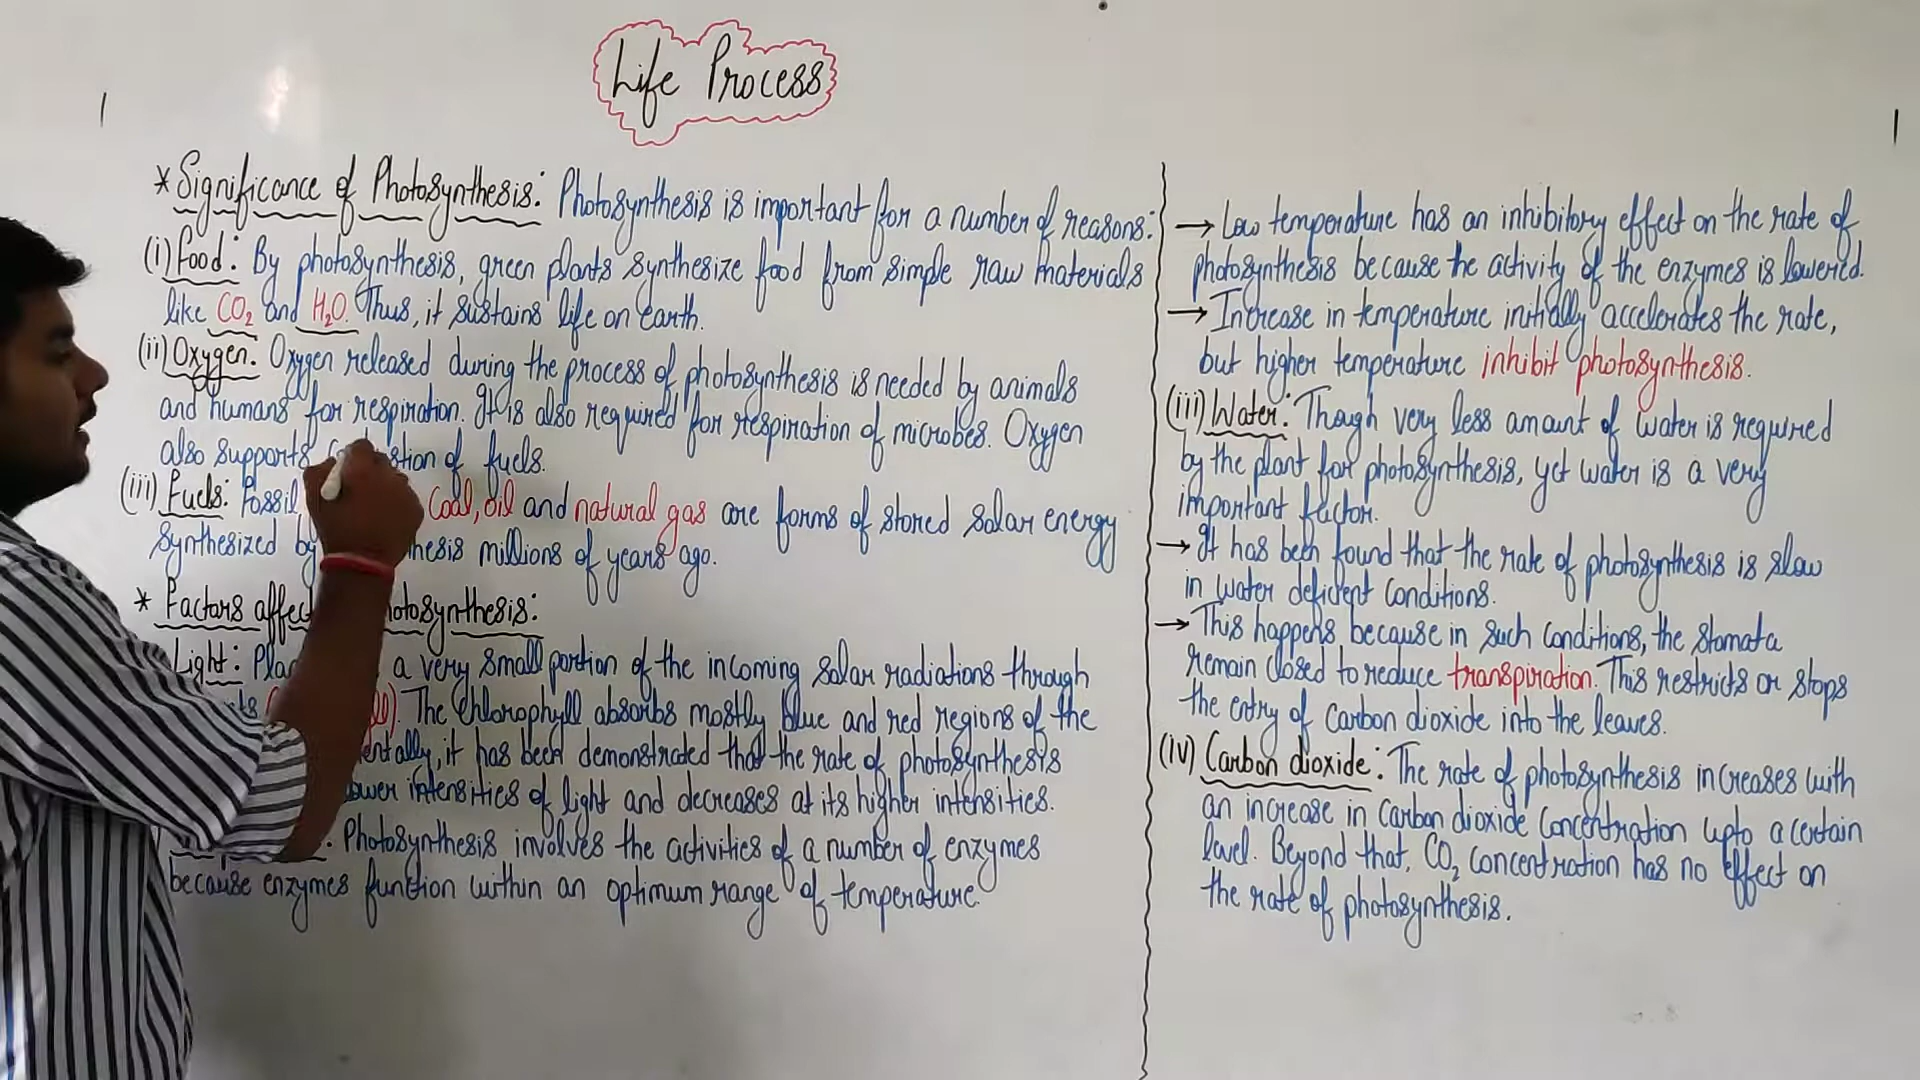 Life Process
* Significance of Photosynthesis: Photosynthesis is important for a number of reasons:
(i) Food: By photosynthesis, green plants synthesize food from simple raw materials
like CO₂ and H₂O. Thus, it sustains life on earth.
(ii) Oxygen: Oxygen released during the process of photosynthesis is needed by animals
and humans for respiration. It is also required for respiration of microbes. Oxygen
also supports of fuels.
(iii) Fuels: Fossil Coal, oil and natural gas are forms of stored solar energy
synthesized by millions of years ago.
* Factors
Light: a very small portion of the incoming solar radiations through
The chlorophyll absorbs mostly blue and red regions of the
it has been demonstrated that the rate of photosynthesis
intensities of light and decreases at its higher intensities.
Photosynthesis involves the activities of a number of enzymes
because enzymes function within an optimum range of temperature.
→ Low temperature has an inhibitory effect on the rate of
photosynthesis because the activity of the enzymes is lowered.
→ Increase in temperature initially accelerates the rate,
but higher temperature inhibit photosynthesis.
(iii) Water: Though very less amount of water is required
by the plant for photosynthesis, yet water is a very
important factor.
→ It has been found that the rate of photosynthesis is slow
in water deficient conditions.
→ This happens because in such conditions, the stomata
remain closed to reduce transpiration. This restricts or stops
the entry of carbon dioxide into the leaves.
(iv) Carbon dioxide: The rate of photosynthesis increases with
an increase in carbon dioxide concentration upto a certain
level. Beyond that, CO₂ concentration has no effect on
the rate of photosynthesis.